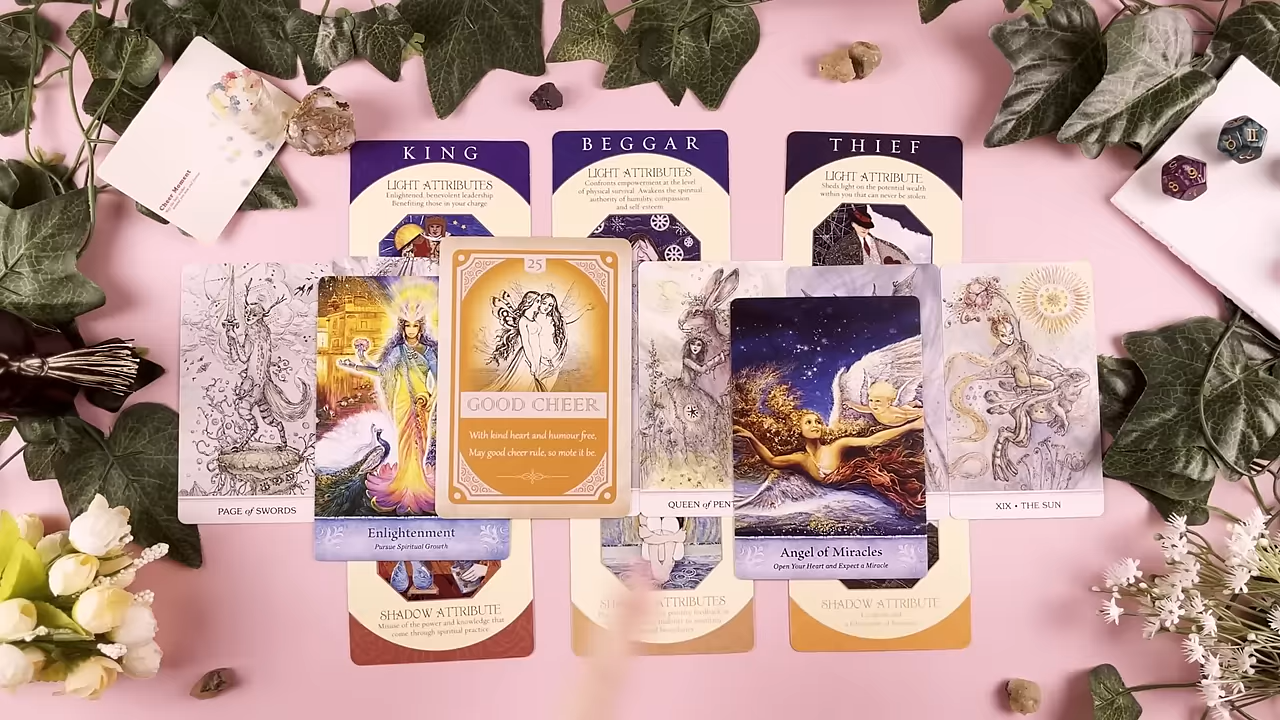 KING
LIGHT ATTRIBUTES
Enlightened, benevolent leadership
Benefiting those in your charge
BEGGAR
LIGHT ATTRIBUTES
Confronts empowerment at the level
of physical survival. Awakens the spiritual
authority of humility, compassion
and self-esteem
THIEF
LIGHT ATTRIBUTE
Sheds light on the potential wealth
within you that can never be stolen
PAGE of SWORDS
Enlightenment
Pursue Spiritual Growth
25
GOOD CHEER
With kind heart and humour free,
May good cheer rule, so mote it be.
QUEEN of PEN
Angel of Miracles
Open Your Heart and Expect a Miracle
XIX • THE SUN
SHADOW ATTRIBUTE
Misuse of the power and knowledge that
come through spiritual practice
SHADOW ATTRIBUTES
SHADOW ATTRIBUTE